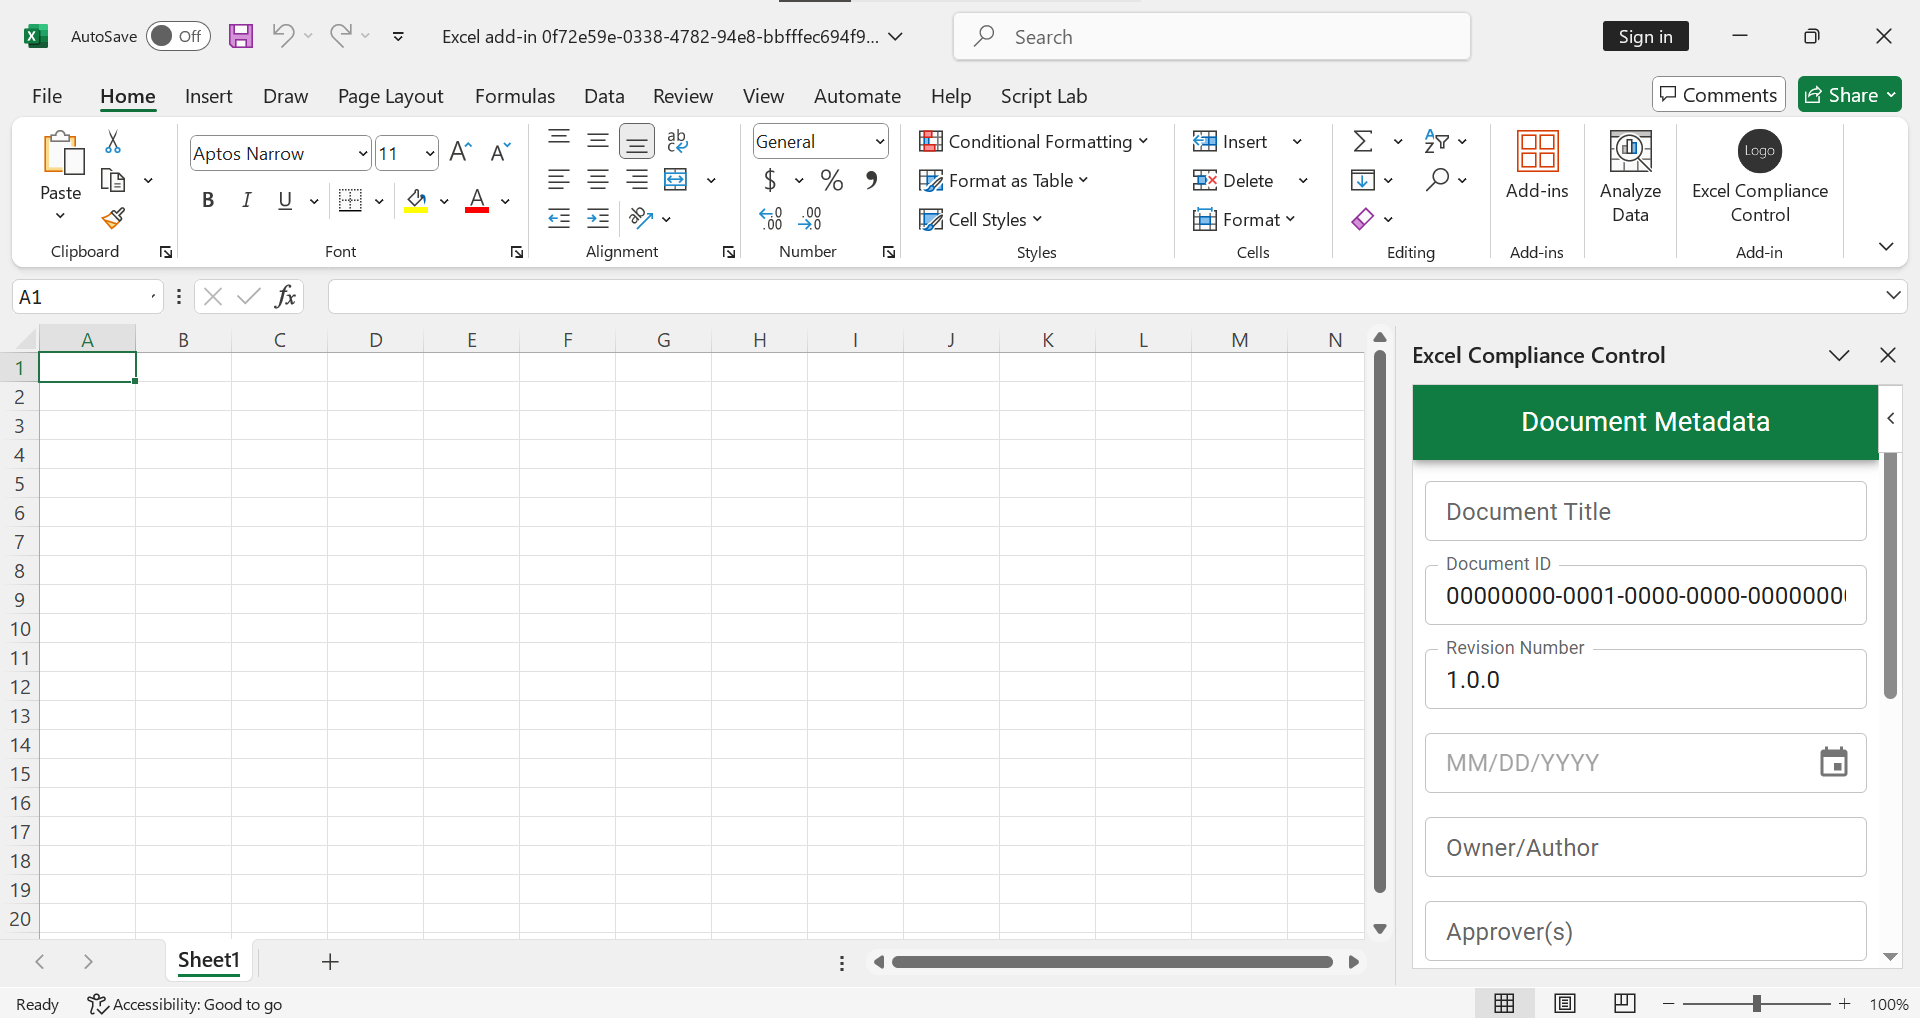 AutoSave Off Excel add-in 0f72e59e-0338-4782-94e8-bbfffec694f9... Search Sign in
File Home Insert Draw Page Layout Formulas Data Review View Automate Help Script Lab Comments Share
Paste
Clipboard
Aptos Narrow 11
B I U A
Font
ab
Alignment
General
$ % 9
Number
Conditional Formatting
Format as Table
Cell Styles
Styles
Insert
Delete
Format
Cells
Editing
Add-ins
Add-ins
Analyze
Data
Logo
Excel Compliance
Control
Add-in
A1 fx
A B C D E F G H I J K L M N
1
2
3
4
5
6
7
8
9
10
11
12
13
14
15
16
17
18
19
20
Excel Compliance Control
Document Metadata
Document Title
Document ID
00000000-0001-0000-0000-00000000
Revision Number
1.0.0
MM/DD/YYYY
Owner/Author
Approver(s)
Sheet1
Ready Accessibility: Good to go 100%